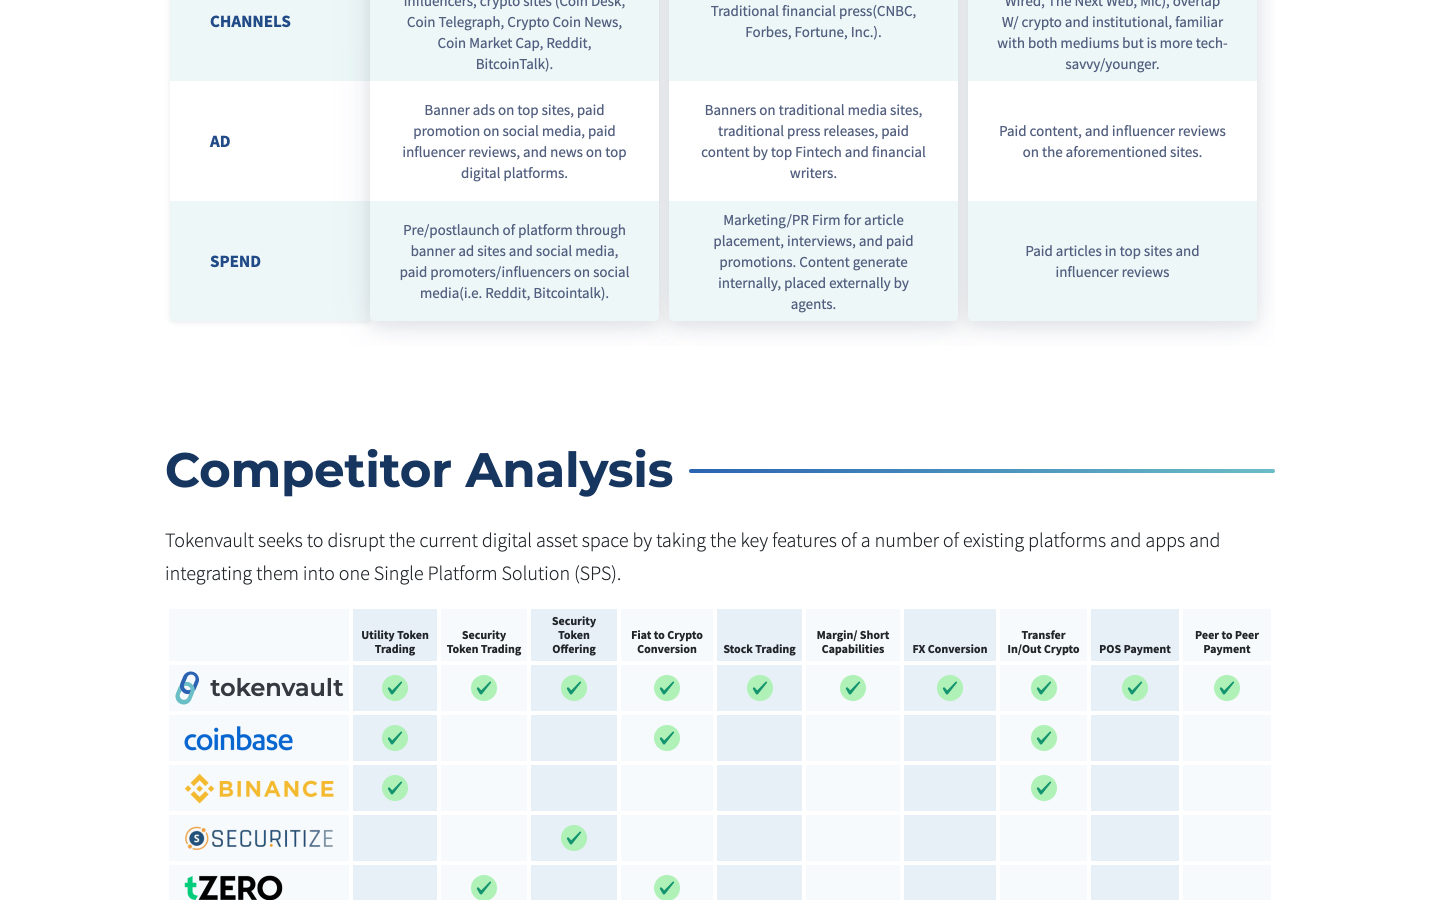 CHANNELS
influencers, crypto sites (Coin Desk,
Coin Telegraph, Crypto Coin News,
Coin Market Cap, Reddit,
BitcoinTalk).
Traditional financial press(CNBC,
Forbes, Fortune, Inc.).
Wired, The Next Web, Mic), overlap
W/ crypto and institutional, familiar
with both mediums but is more tech-
savvy/younger.
AD
Banner ads on top sites, paid
promotion on social media, paid
influencer reviews, and news on top
digital platforms.
Banners on traditional media sites,
traditional press releases, paid
content by top Fintech and financial
writers.
Paid content, and influencer reviews
on the aforementioned sites.
SPEND
Pre/postlaunch of platform through
banner ad sites and social media,
paid promoters/influencers on social
media(i.e. Reddit, Bitcointalk).
Marketing/PR Firm for article
placement, interviews, and paid
promotions. Content generate
internally, placed externally by
agents.
Paid articles in top sites and
influencer reviews
Competitor Analysis
Tokenvault seeks to disrupt the current digital asset space by taking the key features of a number of existing platforms and apps and
integrating them into one Single Platform Solution (SPS).
Utility Token
Trading
Security
Token Trading
Security
Token
Offering
Fiat to Crypto
Conversion
Stock Trading
Margin/ Short
Capabilities
FX Conversion
Transfer
In/Out Crypto
POS Payment
Peer to Peer
Payment
tokenvault
coinbase
BINANCE
SECURITIZE
tZERO